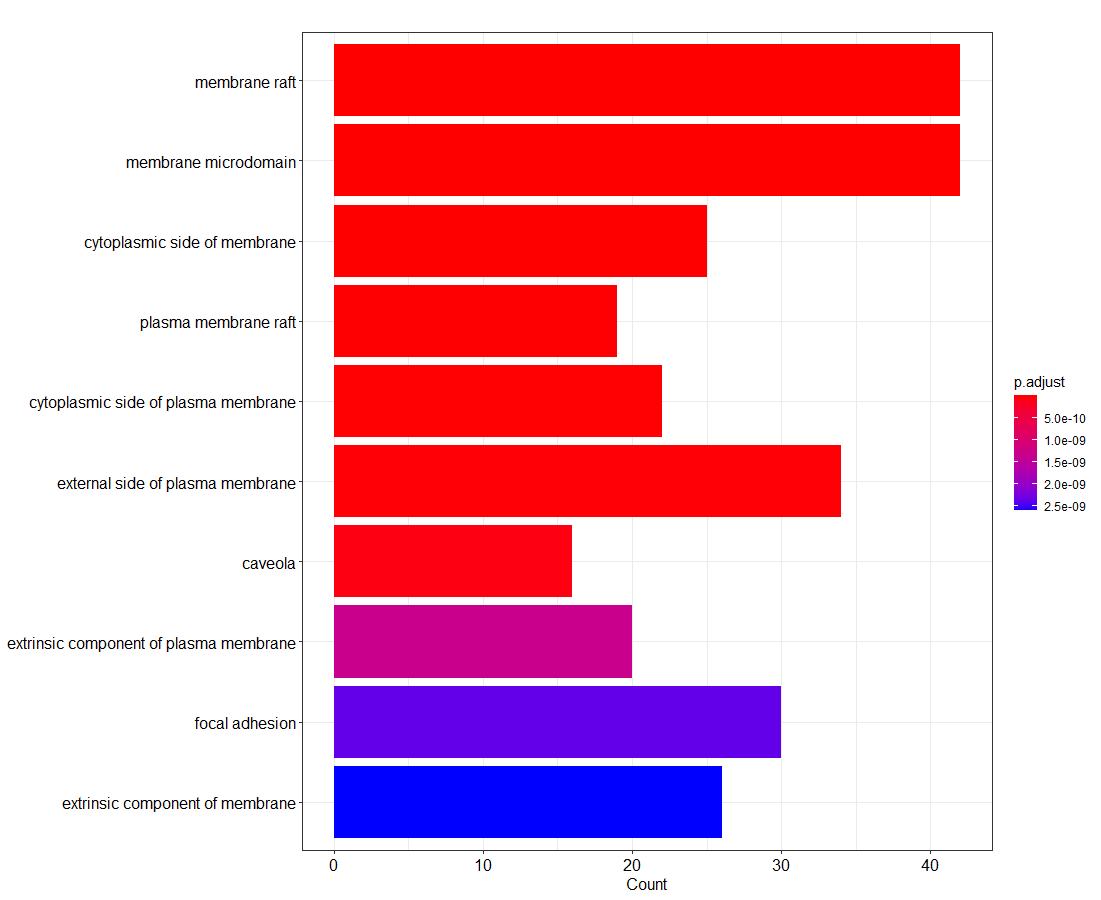 membrane raft
membrane microdomain
cytoplasmic side of membrane
plasma membrane raft
cytoplasmic side of plasma membrane
external side of plasma membrane
caveola
extrinsic component of plasma membrane
focal adhesion
extrinsic component of membrane
0 10 20 30 40
Count
p.adjust
5.0e-10
1.0e-09
1.5e-09
2.0e-09
2.5e-09